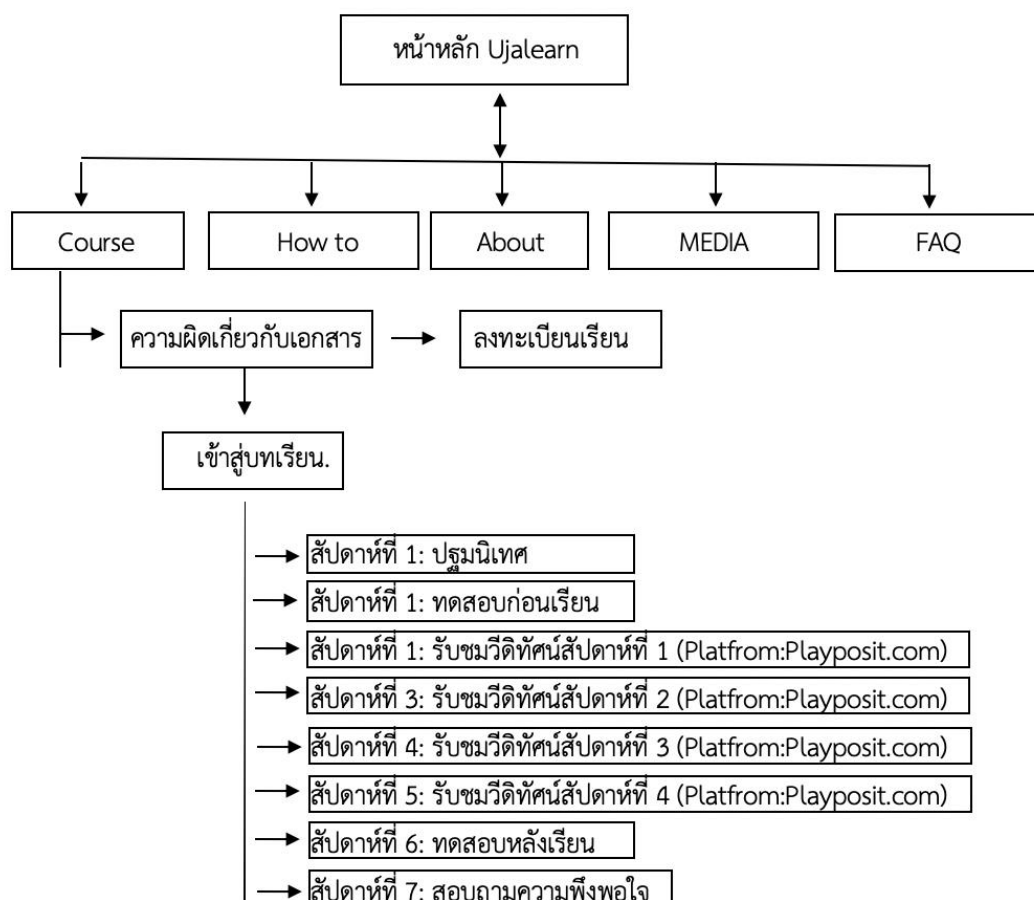 หน้าหลัก Ujalearn
Course
How to
About
MEDIA
FAQ
ความผิดเกี่ยวกับเอกสาร
ลงทะเบียนเรียน
เข้าสู่บทเรียน.
สัปดาห์ที่ 1: ปฐมนิเทศ
สัปดาห์ที่ 1: ทดสอบก่อนเรียน
สัปดาห์ที่ 1: รับชมวีดิทัศน์สัปดาห์ที่ 1 (Platfrom:Playposit.com)
สัปดาห์ที่ 3: รับชมวีดิทัศน์สัปดาห์ที่ 2 (Platfrom:Playposit.com)
สัปดาห์ที่ 4: รับชมวีดิทัศน์สัปดาห์ที่ 3 (Platfrom:Playposit.com)
สัปดาห์ที่ 5: รับชมวีดิทัศน์สัปดาห์ที่ 4 (Platfrom:Playposit.com)
สัปดาห์ที่ 6: ทดสอบหลังเรียน
สัปดาห์ที่ 7: สอบถามความพึงพอใจ